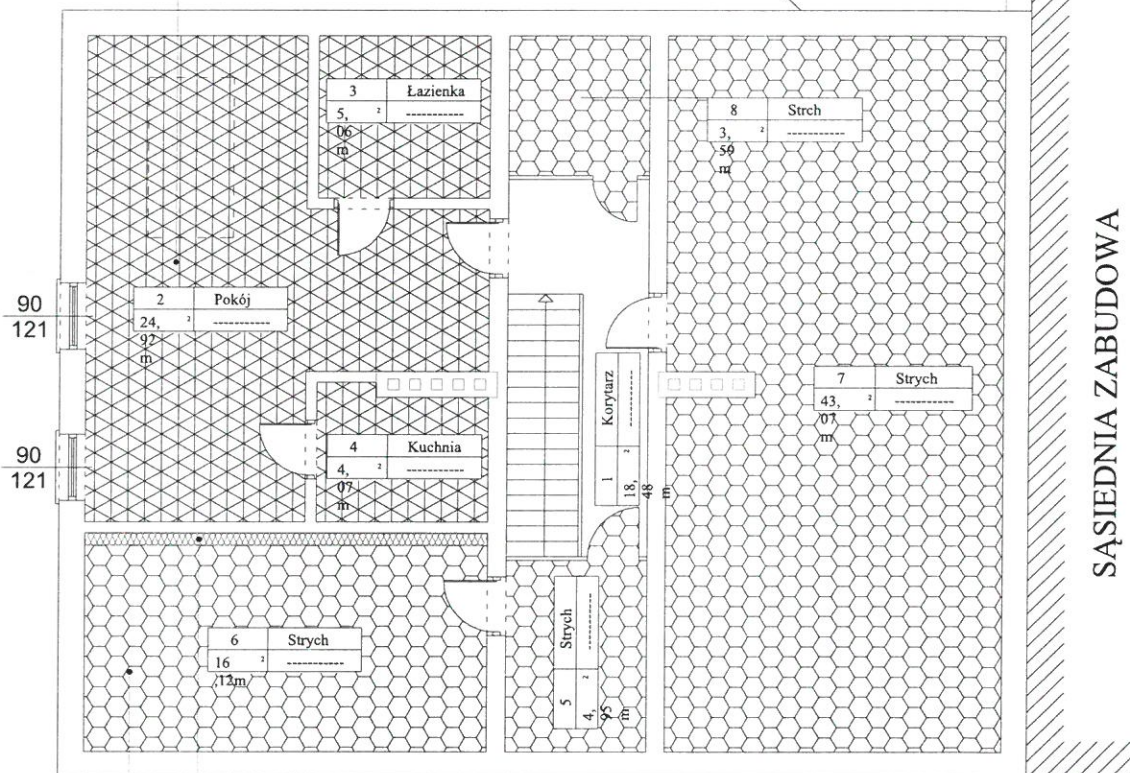 3 Łazienka
5, ² -----------
06
m
8 Strch
3, ² -----------
59
m
90
121
2 Pokój
24, ² -----------
92
m
7 Strych
43, ² -----------
07
m
1 Korytarz
18, ² -----------
48
m
90
121
4 Kuchnia
4, ² -----------
07
m
5 Strych
4, ² -----------
95
m
6 Strych
16 ² -----------
,12m
SĄSIEDNIA ZABUDOWA